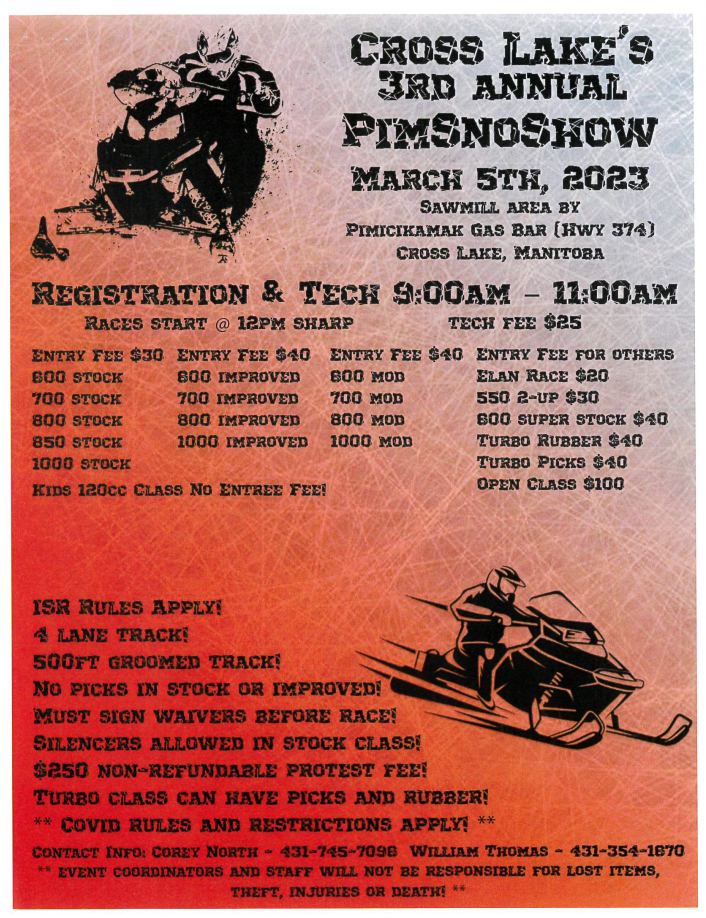 Cross Lake's
3rd annual
PimSnoShow
March 5th, 2023
Sawmill area by
Pimicikamak Gas Bar (Hwy 374)
Cross Lake, Manitoba
Registration & Tech 9:00am – 11:00am
Races start @ 12pm sharp tech fee $25
Entry Fee $30 Entry Fee $40 Entry Fee $40 Entry Fee for others
600 stock 600 improved 600 mod Elan Race $20
700 stock 700 improved 700 mod 550 2-up $30
800 stock 800 improved 800 mod 600 super stock $40
850 stock 1000 improved 1000 mod Turbo Rubber $40
1000 stock Turbo Picks $40
Kids 120cc Class No Entree Fee! Open Class $100
ISR Rules Apply!
4 lane track!
500ft groomed track!
No picks in stock or improved!
Must sign waivers before race!
Silencers allowed in stock class!
$250 non-refundable protest fee!
Turbo class can have picks and rubber!
** Covid rules and restrictions apply! **
Contact Info: Corey North - 431-745-7098 William Thomas - 431-354-1670
** event coordinators and staff will not be responsible for lost items,
theft, injuries or death! **